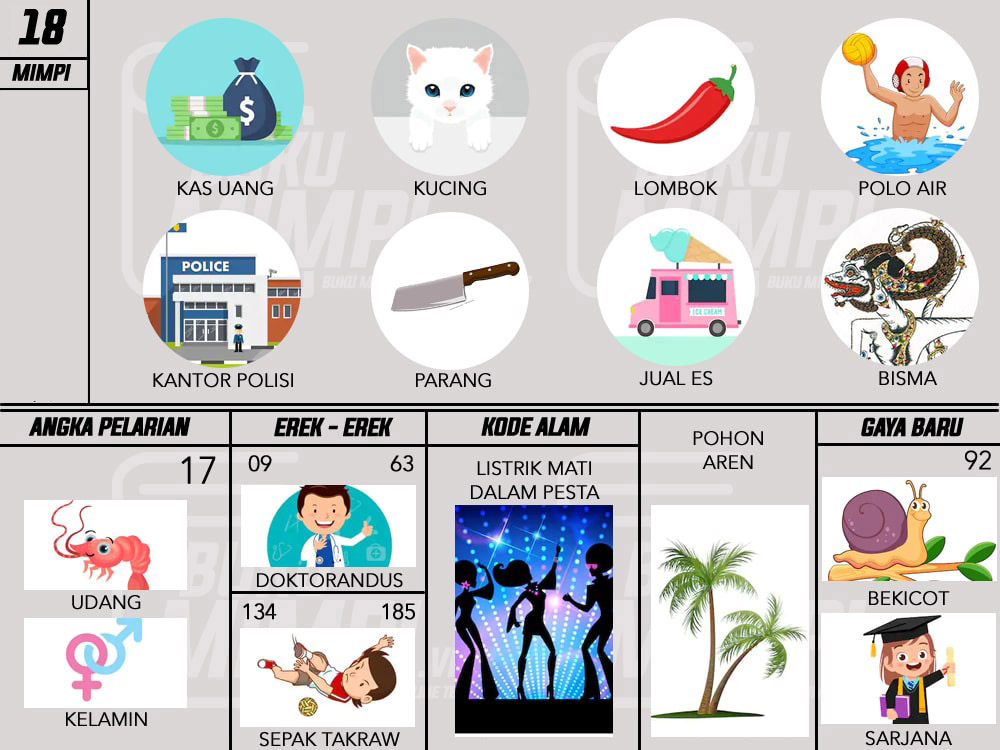 18
MIMPI
KAS UANG
KUCING
LOMBOK
POLO AIR
POLICE
ICE CREAM
KANTOR POLISI
PARANG
JUAL ES
BISMA
ANGKA PELARIAN
17
UDANG
KELAMIN
EREK - EREK
09 63
DOKTORANDUS
134 185
SEPAK TAKRAW
KODE ALAM
LISTRIK MATI
DALAM PESTA
POHON
AREN
GAYA BARU
92
BEKICOT
SARJANA
BUKU
MIMPI